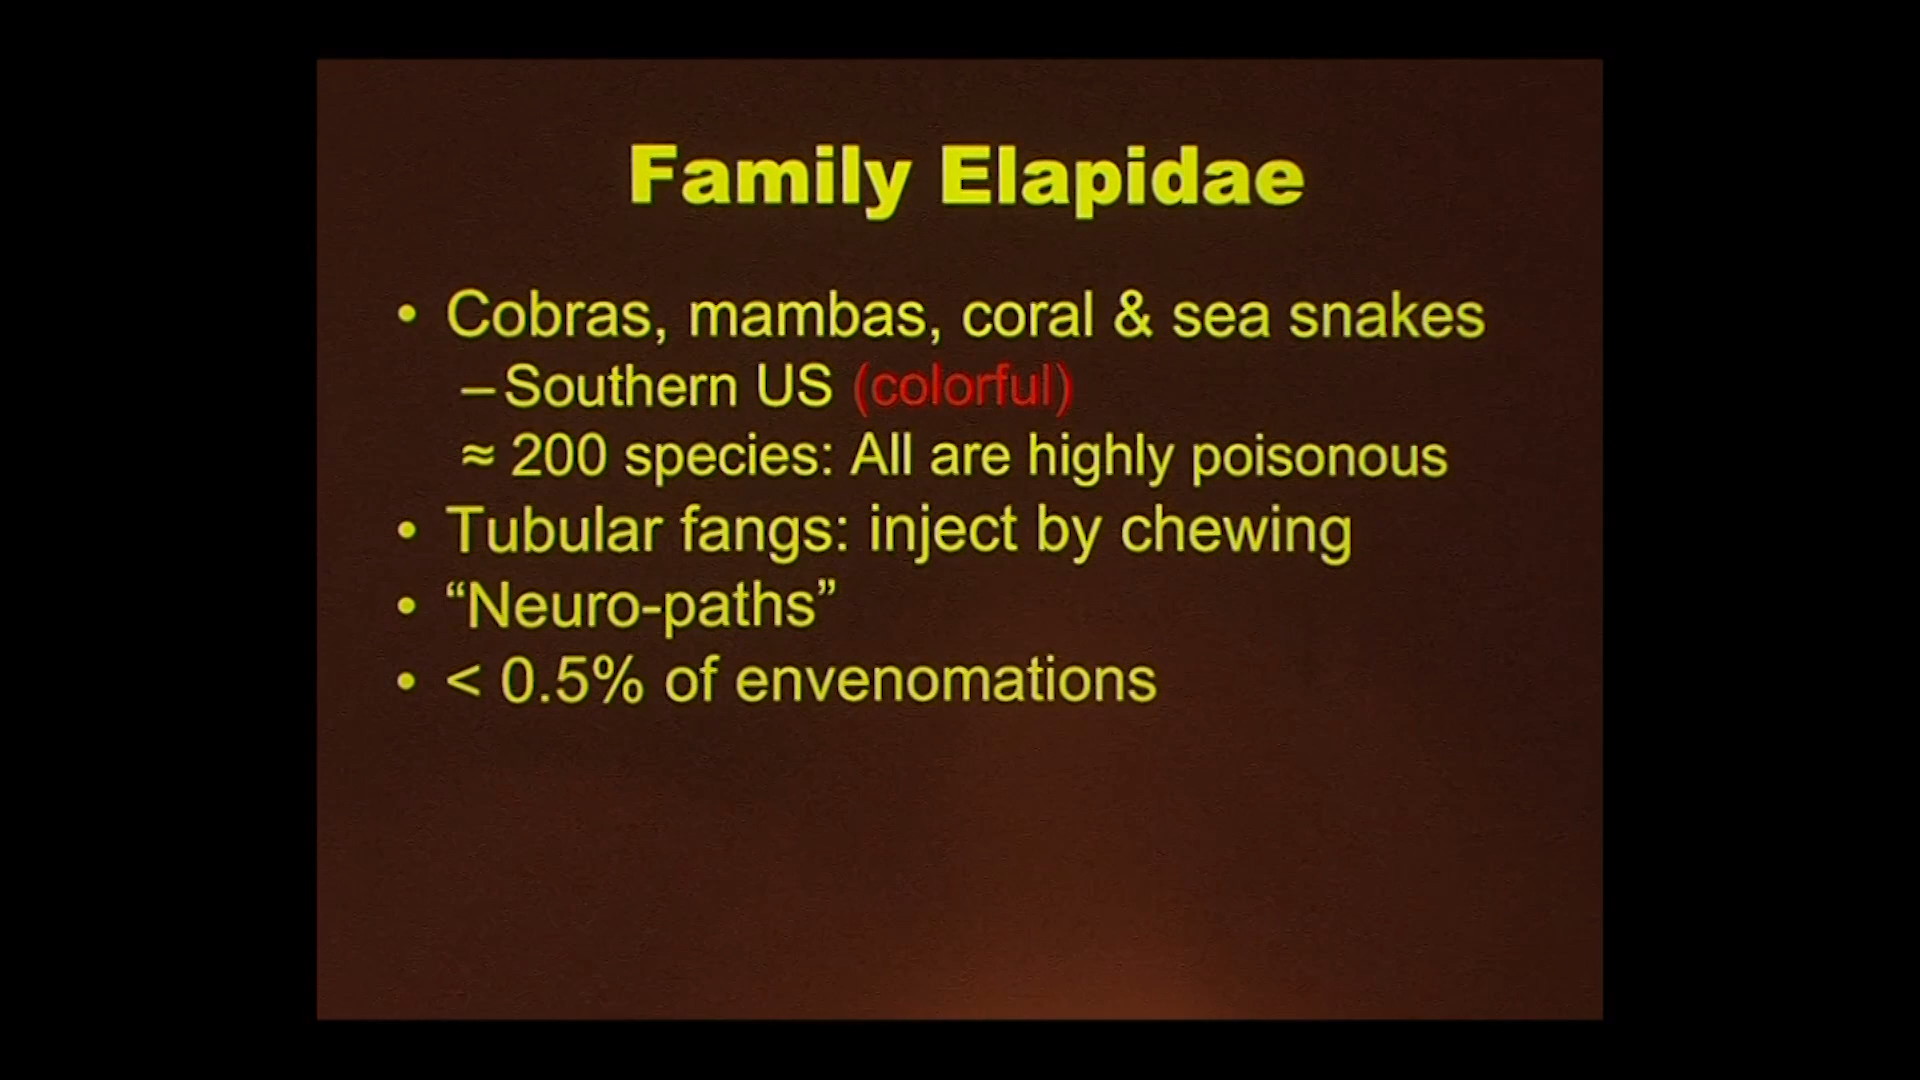 Family Elapidae
• Cobras, mambas, coral & sea snakes
– Southern US (colorful)
≈ 200 species: All are highly poisonous
• Tubular fangs: inject by chewing
• “Neuro-paths”
• < 0.5% of envenomations